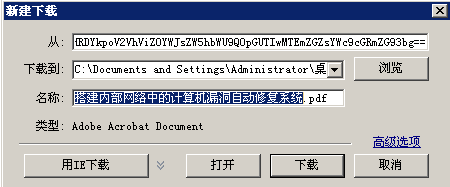 新建下载
从:
下载到: C:\Documents and Settings\Administrator\桌 浏览
名称: 搭建内部网络中的计算机漏洞自动修复系统.pdf
类型: Adobe Acrobat Document
高级选项
用IE下载 打开 下载 取消